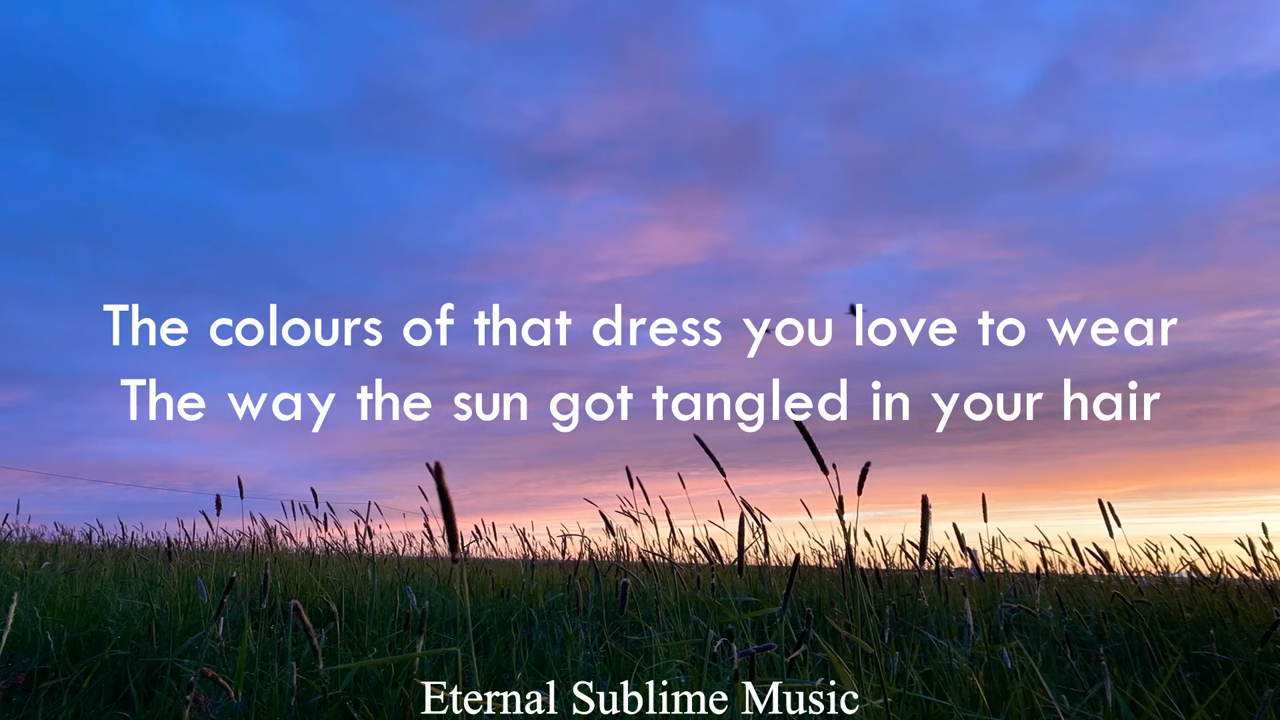 The colours of that dress you love to wear
The way the sun got tangled in your hair
Eternal Sublime Music